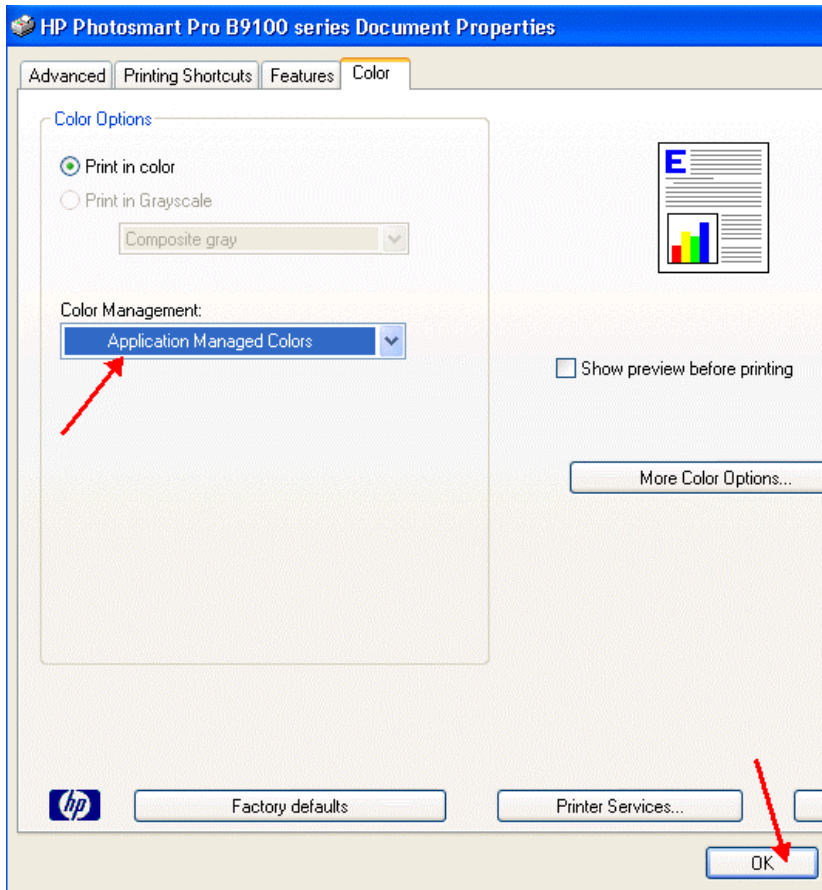 HP Photosmart Pro B9100 series Document Properties
Advanced Printing Shortcuts Features Color
Color Options
Print in color
Print in Grayscale
Composite gray
Color Management:
Application Managed Colors
E
Show preview before printing
More Color Options...
hp Factory defaults Printer Services...
OK